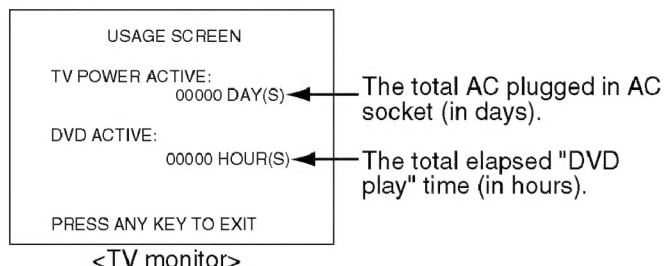 USAGE SCREEN
TV POWER ACTIVE:
00000 DAY(S)
The total AC plugged in AC
socket (in days).
DVD ACTIVE:
00000 HOUR(S)
The total elapsed "DVD
play" time (in hours).
PRESS ANY KEY TO EXIT
<TV monitor>